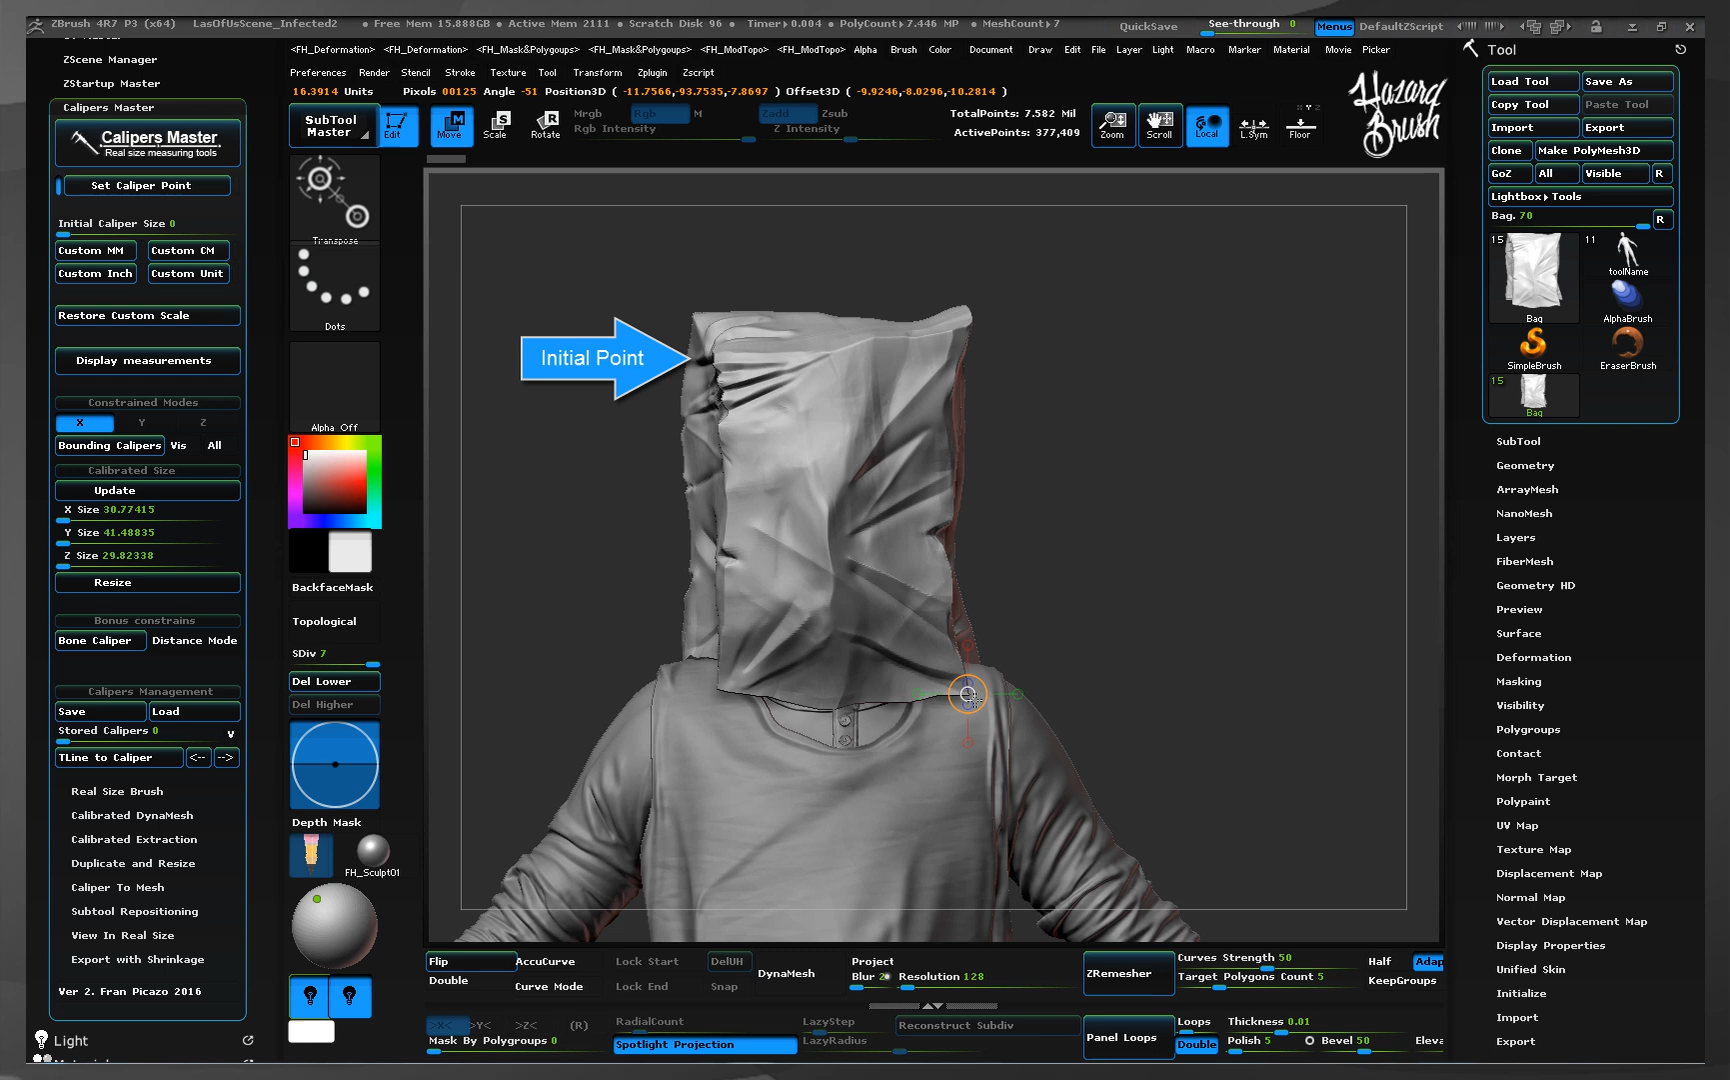 ZBrush 4R7 P3 (x64) LasOfUsScene_Infected2 • Free Mem 15.888GB • Active Mem 2111 • Scratch Disk 96 • Timer▸0.004 • PolyCount▸7.446 MP • MeshCount▸7 QuickSave See-through 0 Menus DefaultZScript
<FH_Deformation> <FH_Deformation> <FH_Mask&Polygoups> <FH_Mask&Polygoups> <FH_ModTopo> <FH_ModTopo> Alpha Brush Color Document Draw Edit File Layer Light Macro Marker Material Movie Picker
Preferences Render Stencil Stroke Texture Tool Transform Zplugin Zscript
16.3914 Units Pixols 00125 Angle -51 Position3D ( -11.7566,-93.7535,-7.8697 ) Offset3D ( -9.9246,-8.0296,-10.2814 )
SubTool Master
Edit
Move
Scale
Rotate
Mrgb Rgb M
Rgb Intensity
Zadd Zsub
Z Intensity
TotalPoints: 7.582 Mil
ActivePoints: 377,409
Zoom
Scroll
Local
L.Sym
X Y Z
Floor
Hazard Brush
ZScene Manager
ZStartup Master
Calipers Master
Calipers Master
Real size measuring tools
Set Caliper Point
Initial Caliper Size 0
Custom MM Custom CM
Custom Inch Custom Unit
Restore Custom Scale
Display measurements
Constrained Modes
X Y Z
Bounding Calipers Vis All
Calibrated Size
Update
X Size 30.77415
Y Size 41.48835
Z Size 29.82338
Resize
Bonus constrains
Bone Caliper Distance Mode
Calipers Management
Save Load
Stored Calipers 0 V
TLine to Caliper <-- -->
Real Size Brush
Calibrated DynaMesh
Calibrated Extraction
Duplicate and Resize
Caliper To Mesh
Subtool Repositioning
View In Real Size
Export with Shrinkage
Ver 2. Fran Picazo 2016
Light
Transpose
Dots
Alpha Off
BackfaceMask
Topological
SDiv 7
Del Lower
Del Higher
Depth Mask
FH_Sculpt01
Initial Point
Flip AccuCurve
Double Curve Mode
Lock Start
Lock End
DelUH
Snap
DynaMesh
Project
Blur 2 Resolution 128
ZRemesher
Curves Strength 50
Target Polygons Count 5
Half Adap
KeepGroups
>X< >Y< >Z< (R)
Mask By Polygroups 0
RadialCount
Spotlight Projection
LazyStep
LazyRadius
Reconstruct Subdiv
Panel Loops
Loops Thickness 0.01
Double Polish 5 Bevel 50 Eleva
Tool
Load Tool Save As
Copy Tool Paste Tool
Import Export
Clone Make PolyMesh3D
GoZ All Visible R
Lightbox▸Tools
Bag. 70 R
15 11
Bag
toolName
AlphaBrush
SimpleBrush
EraserBrush
15
Bag
SubTool
Geometry
ArrayMesh
NanoMesh
Layers
FiberMesh
Geometry HD
Preview
Surface
Deformation
Masking
Visibility
Polygroups
Contact
Morph Target
Polypaint
UV Map
Texture Map
Displacement Map
Normal Map
Vector Displacement Map
Display Properties
Unified Skin
Initialize
Import
Export